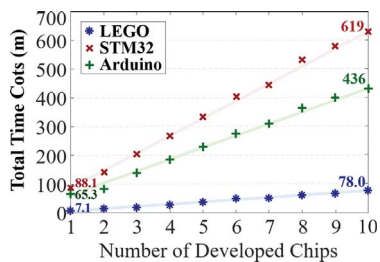 Total Time Cots (m)
700
600
500
400
300
200
100
0
LEGO
STM32
Arduino
619
436
78.0
88.1
65.3
7.1
1 2 3 4 5 6 7 8 9 10
Number of Developed Chips